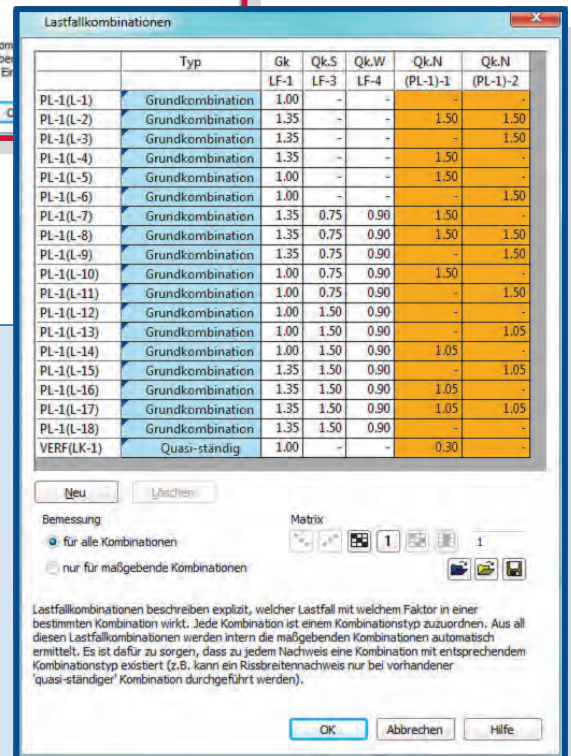 Lastfallkombinationen
Typ Gk Qk.S Qk.W Qk.N Qk.N
LF-1 LF-3 LF-4 (PL-1)-1 (PL-1)-2
PL-1(L-1) Grundkombination 1.00 - - - -
PL-1(L-2) Grundkombination 1.35 - - 1.50 1.50
PL-1(L-3) Grundkombination 1.35 - - - 1.50
PL-1(L-4) Grundkombination 1.35 - - 1.50 -
PL-1(L-5) Grundkombination 1.00 - - 1.50 -
PL-1(L-6) Grundkombination 1.00 - - - 1.50
PL-1(L-7) Grundkombination 1.35 0.75 0.90 1.50 -
PL-1(L-8) Grundkombination 1.35 0.75 0.90 1.50 1.50
PL-1(L-9) Grundkombination 1.35 0.75 0.90 - 1.50
PL-1(L-10) Grundkombination 1.00 0.75 0.90 1.50 -
PL-1(L-11) Grundkombination 1.00 0.75 0.90 - 1.50
PL-1(L-12) Grundkombination 1.00 1.50 0.90 - -
PL-1(L-13) Grundkombination 1.00 1.50 0.90 - 1.05
PL-1(L-14) Grundkombination 1.00 1.50 0.90 1.05 -
PL-1(L-15) Grundkombination 1.35 1.50 0.90 - 1.05
PL-1(L-16) Grundkombination 1.35 1.50 0.90 1.05 -
PL-1(L-17) Grundkombination 1.35 1.50 0.90 1.05 1.05
PL-1(L-18) Grundkombination 1.35 1.50 0.90 - -
VERF(LK-1) Quasi-ständig 1.00 - - 0.30 -
Neu Löschen
Bemessung Matrix
für alle Kombinationen 1 1
nur für maßgebende Kombinationen
Lastfallkombinationen beschreiben explizit, welcher Lastfall mit welchem Faktor in einer
bestimmten Kombination wirkt. Jede Kombination ist einem Kombinationstyp zuzuordnen. Aus all
diesen Lastfallkombinationen werden intern die maßgebenden Kombinationen automatisch
ermittelt. Es ist dafür zu sorgen, dass zu jedem Nachweis eine Kombination mit entsprechendem
Kombinationstyp existiert (z.B. kann ein Rissbreitennachweis nur bei vorhandener
'quasi-ständiger' Kombination durchgeführt werden).
OK Abbrechen Hilfe